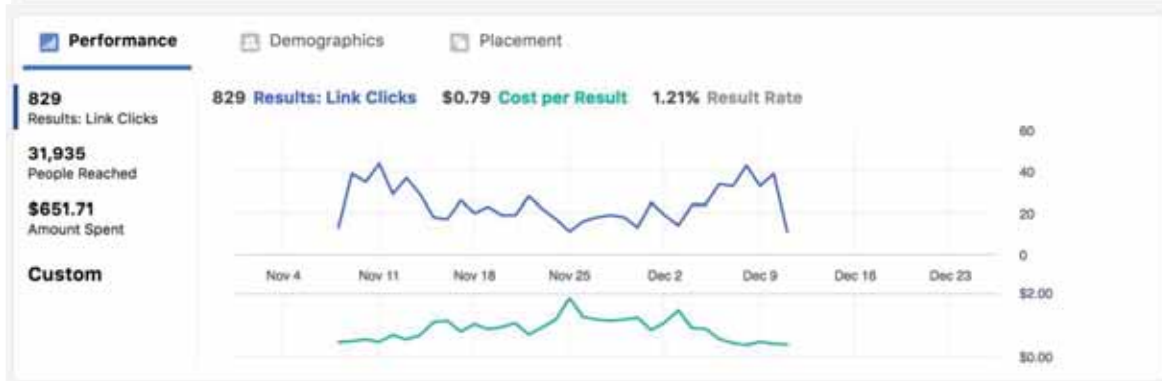 Performance Demographics Placement
829
Results: Link Clicks
31,935
People Reached
$651.71
Amount Spent
Custom
829 Results: Link Clicks $0.79 Cost per Result 1.21% Result Rate
60
40
20
0
Nov 4 Nov 11 Nov 18 Nov 25 Dec 2 Dec 9 Dec 16 Dec 23
$2.00
$0.00